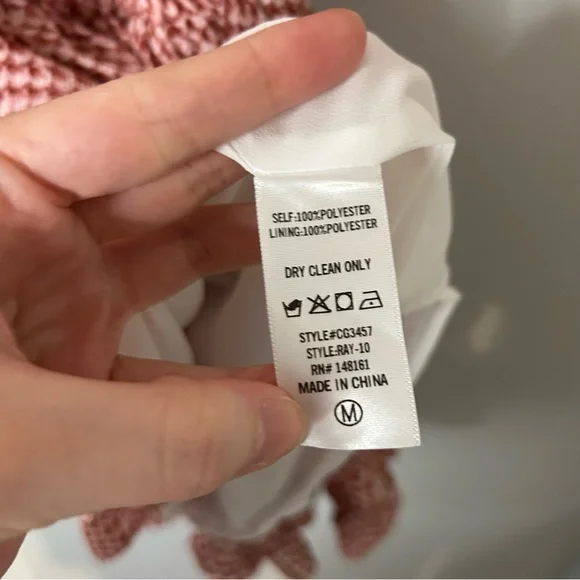 SELF:100%POLYESTER
LINING:100%POLYESTER
DRY CLEAN ONLY
STYLE#CG3457
STYLE:RAY-10
RN# 148161
MADE IN CHINA
M